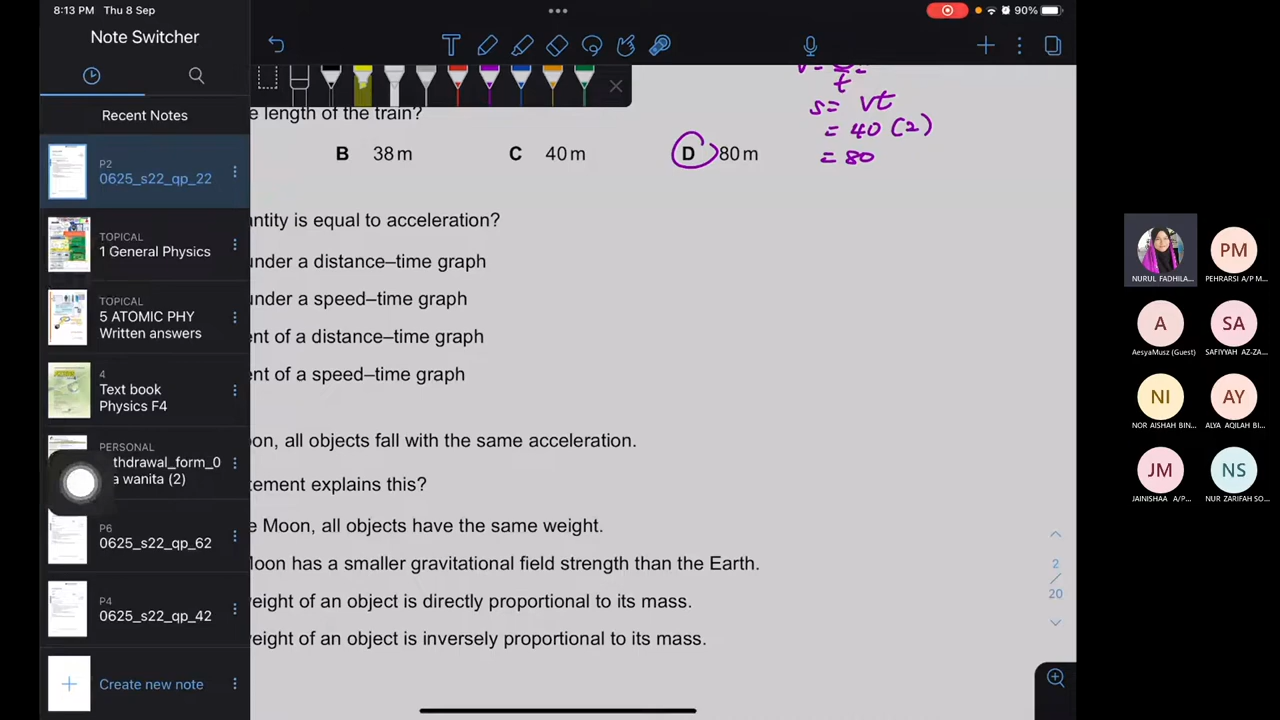 8:13 PM Thu 8 Sep
90%
Note Switcher
Recent Notes
P2
0625_s22_qp_22
TOPICAL
1 General Physics
TOPICAL
5 ATOMIC PHY
Written answers
4
Text book
Physics F4
PERSONAL
thdrawal_form_0
a wanita (2)
P6
0625_s22_qp_62
P4
0625_s22_qp_42
Create new note
e length of the train?
B 38 m C 40 m D 80 m
t
s = vt
= 40 (2)
= 80
antity is equal to acceleration?
under a distance–time graph
under a speed–time graph
ent of a distance–time graph
ent of a speed–time graph
oon, all objects fall with the same acceleration.
tement explains this?
e Moon, all objects have the same weight.
Moon has a smaller gravitational field strength than the Earth.
weight of an object is directly proportional to its mass.
weight of an object is inversely proportional to its mass.
2
/
20
NURUL FADHILA...
PM
PEHRARSI A/P M...
A
AesyaMusz (Guest)
SA
SAFIYYAH AZ-ZA...
NI
NOR AISHAH BIN...
AY
ALYA AQILAH BI...
JM
JAINISHAA A/P...
NS
NUR ZARIFAH SO...